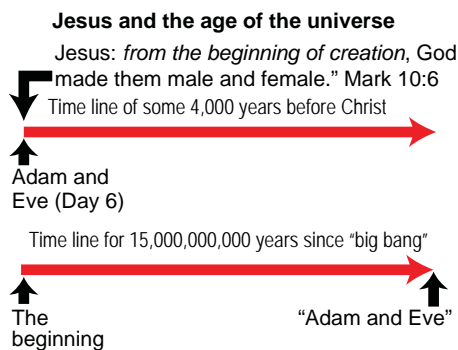 Jesus and the age of the universe
Jesus: from the beginning of creation, God
made them male and female.” Mark 10:6
Time line of some 4,000 years before Christ
Adam and
Eve (Day 6)
Time line for 15,000,000,000 years since “big bang”
The
beginning
“Adam and Eve”